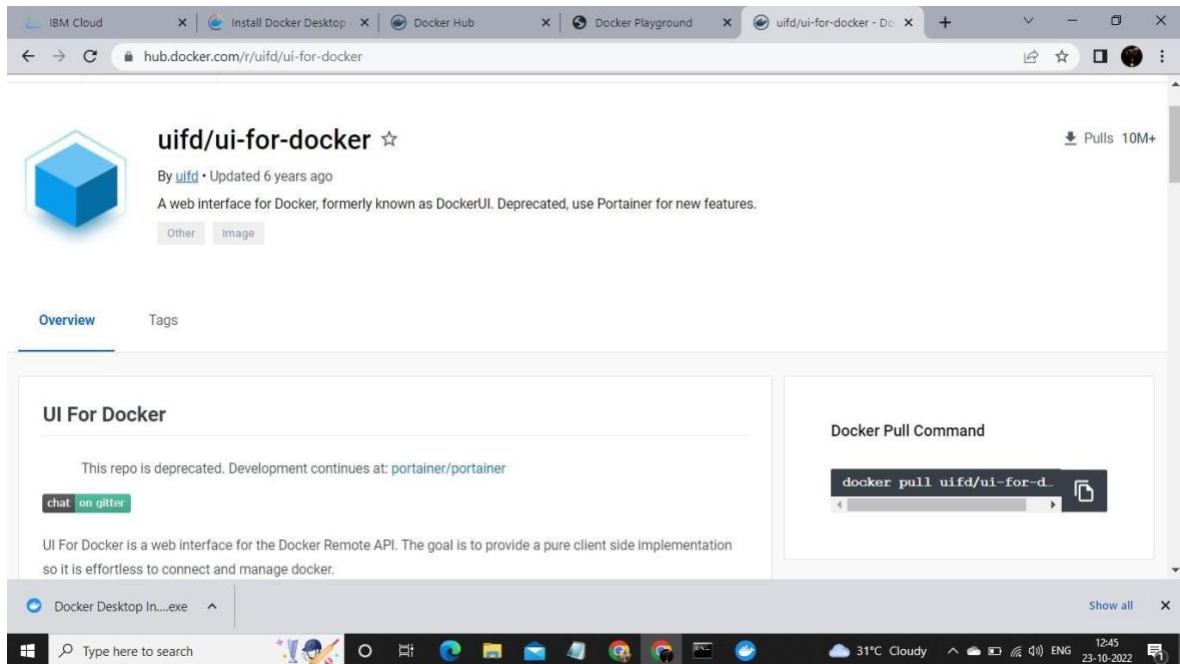 IBM Cloud
Install Docker Desktop
Docker Hub
Docker Playground
uifd/ui-for-docker - Do
hub.docker.com/r/uifd/ui-for-docker
uifd/ui-for-docker
Pulls 10M+
By uifd • Updated 6 years ago
A web interface for Docker, formerly known as DockerUI. Deprecated, use Portainer for new features.
Other Image
Overview Tags
UI For Docker
This repo is deprecated. Development continues at: portainer/portainer
chat on gitter
UI For Docker is a web interface for the Docker Remote API. The goal is to provide a pure client side implementation
so it is effortless to connect and manage docker.
Docker Pull Command
docker pull uifd/ui-for-d...
Docker Desktop In....exe
Show all
Type here to search
31°C Cloudy
ENG
12:45
23-10-2022